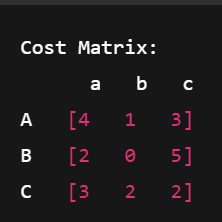 Cost Matrix:
a b c
A [4 1 3]
B [2 0 5]
C [3 2 2]